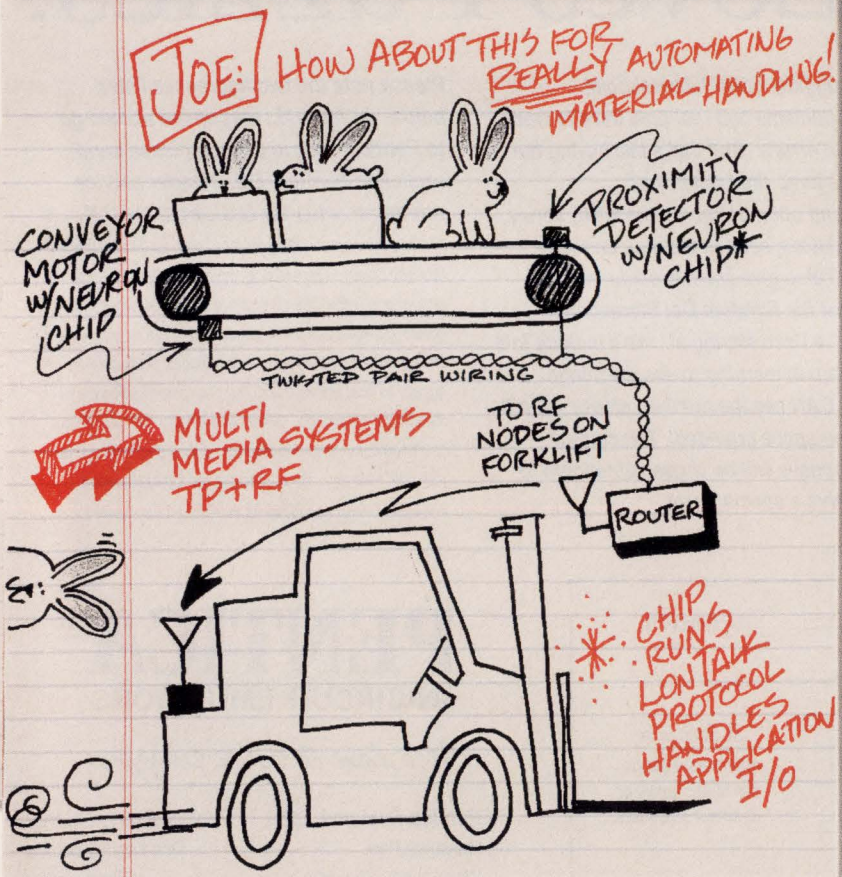 JOE: HOW ABOUT THIS FOR
REALLY AUTOMATING
MATERIAL HANDLING!
CONVEYOR
MOTOR
W/NEURON
CHIP
PROXIMITY
DETECTOR
W/NEURON
CHIP*
TWISTED PAIR WIRING
MULTI
MEDIA SYSTEMS
TP+RF
TO RF
NODES ON
FORKLIFT
ROUTER
* CHIP
RUNS
LONTALK
PROTOCOL
HANDLES
APPLICATION
I/O